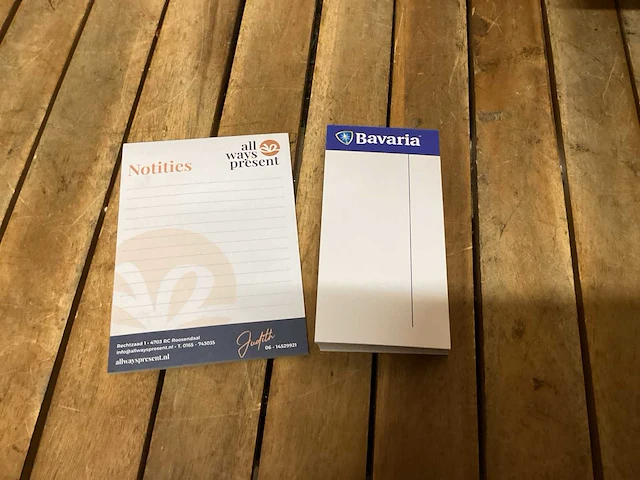 Notities
all
ways
present
Rechtzaad 1 - 4703 RC Roosendaal
info@allwayspresent.nl - T. 0165 - 743035
allwayspresent.nl
Judith
06 - 14529921
Bavaria